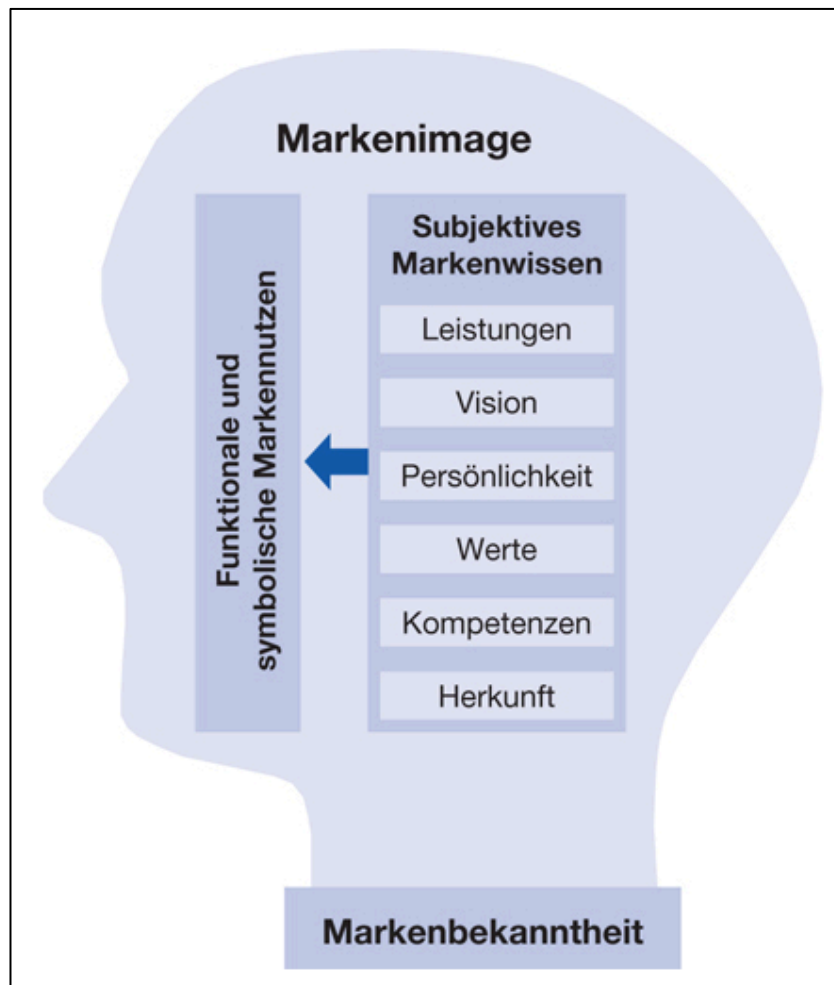 Markenimage
Funktionale und
symbolische Markennutzen
Subjektives
Markenwissen
Leistungen
Vision
Persönlichkeit
Werte
Kompetenzen
Herkunft
Markenbekanntheit